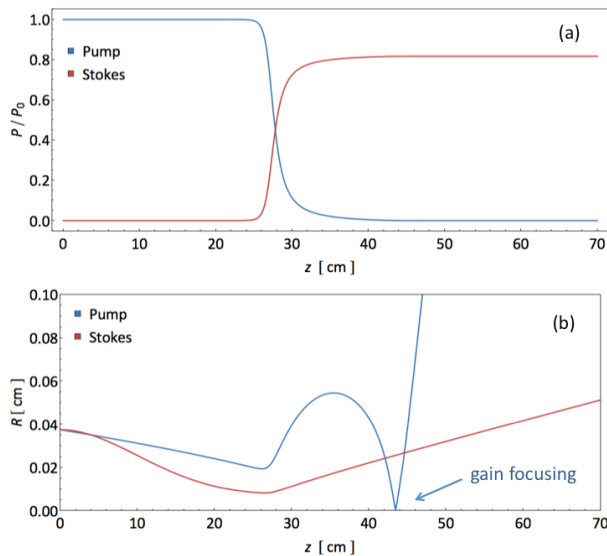 (a)
Pump
Stokes
P / P0
1.0
0.8
0.6
0.4
0.2
0.0
0 10 20 30 40 50 60 70
z [ cm ]
(b)
Pump
Stokes
R [ cm ]
0.10
0.08
0.06
0.04
0.02
0.00
gain focusing
0 10 20 30 40 50 60 70
z [ cm ]